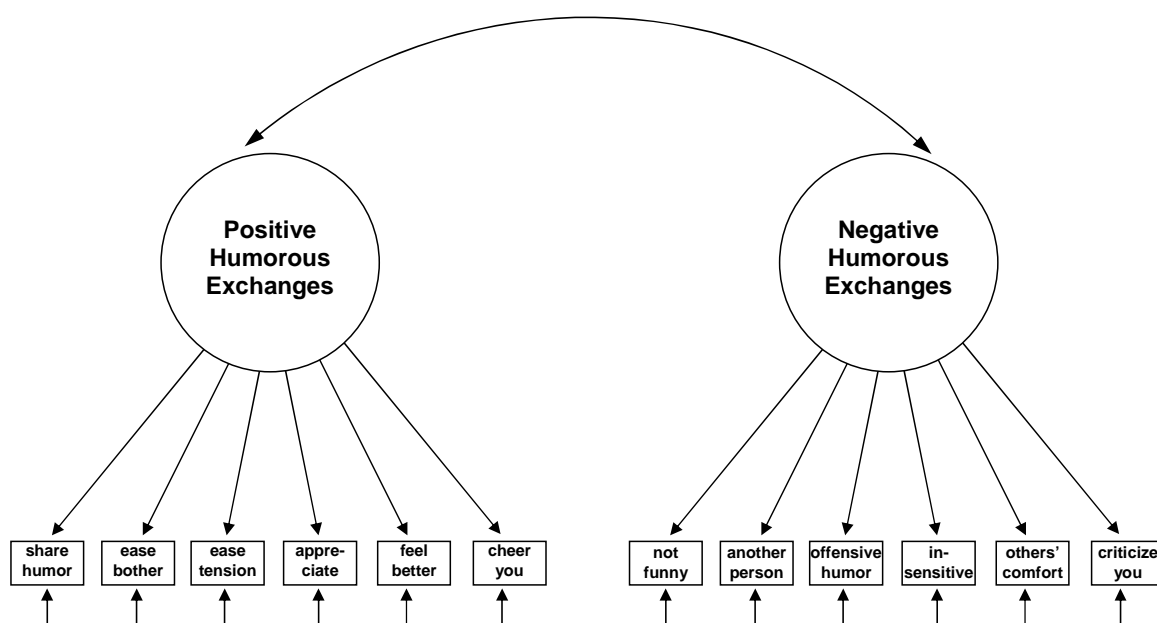 Positive
Humorous
Exchanges
Negative
Humorous
Exchanges
share
humor
ease
bother
ease
tension
appre-
ciate
feel
better
cheer
you
not
funny
another
person
offensive
humor
in-
sensitive
others’
comfort
criticize
you